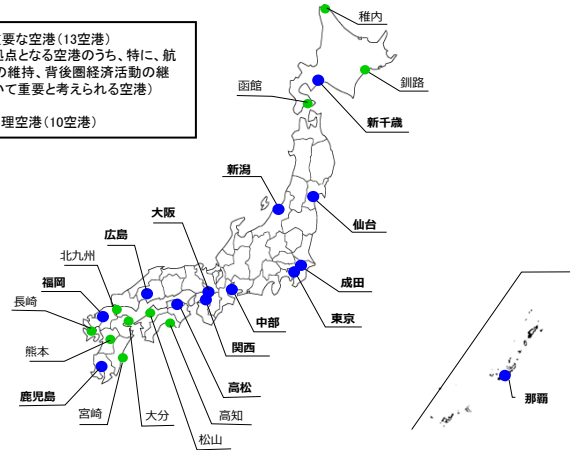 要な空港（13空港）
拠点となる空港のうち、特に、航
の維持、背後圏経済活動の継
いて重要と考えられる空港）
理空港（10空港）
稚内
釧路
函館
新千歳
新潟
仙台
大阪
広島
北九州
福岡
成田
長崎
東京
中部
関西
熊本
高松
鹿児島
宮崎
大分
高知
松山
那覇